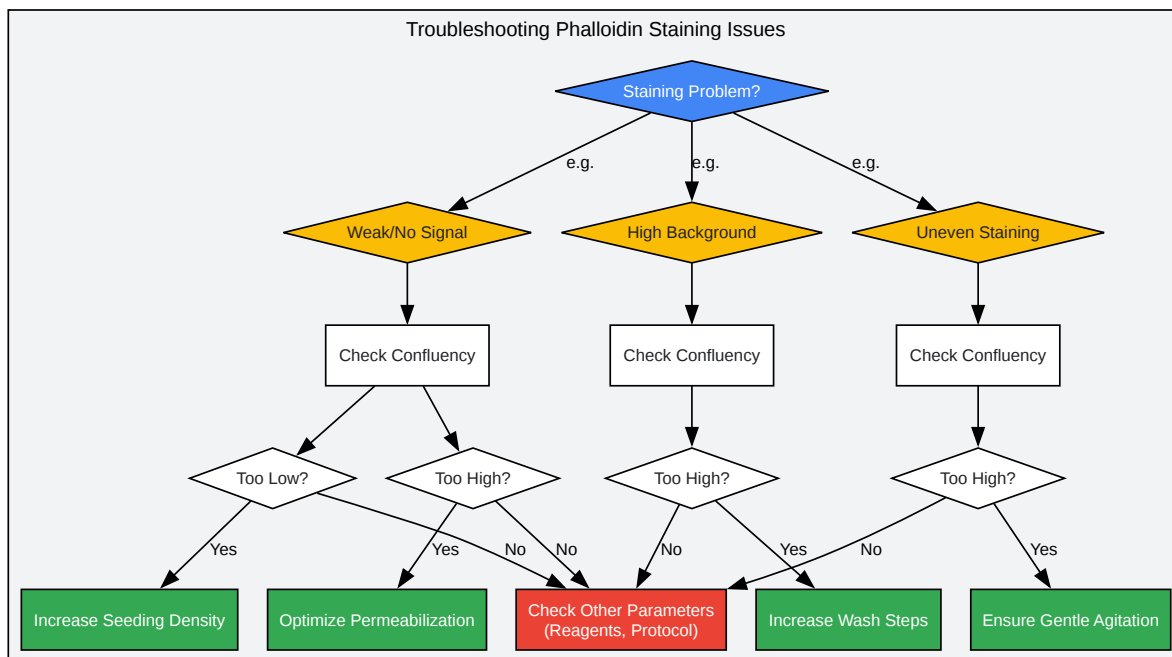 Troubleshooting Phalloidin Staining Issues
Staining Problem?
e.g.
e.g.
e.g.
Weak/No Signal
High Background
Uneven Staining
Check Confluency
Check Confluency
Check Confluency
Too Low?
Too High?
Too High?
Too High?
Yes
Yes
No
No
No
Yes
No
Yes
Increase Seeding Density
Optimize Permeabilization
Check Other Parameters
(Reagents, Protocol)
Increase Wash Steps
Ensure Gentle Agitation